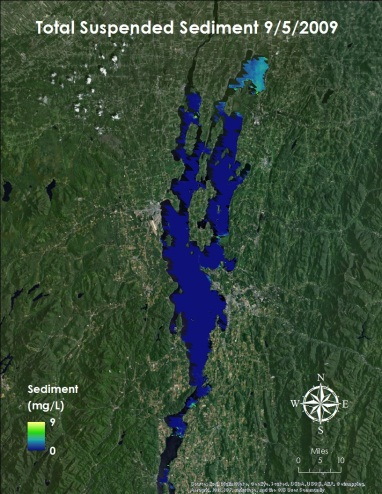 Total Suspended Sediment 9/5/2009
N
W E
S
Sediment
(mg/L)
9
0
Miles
0 5 10